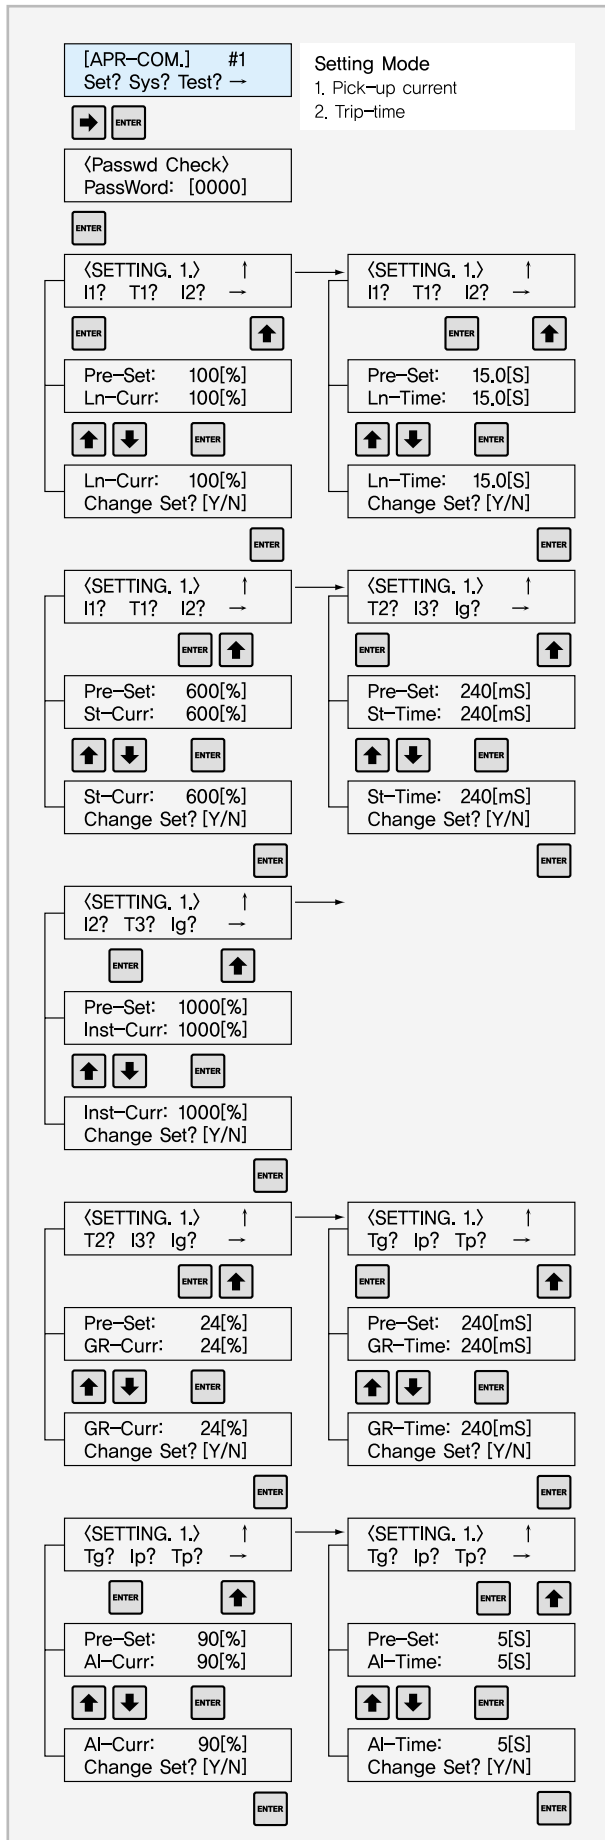 [APR-COM.] #1
Set? Sys? Test? →
Setting Mode
1. Pick-up current
2. Trip-time
ENTER
〈Passwd Check〉
PassWord: [0000]
ENTER
〈SETTING. 1.〉 ↑
I1? T1? I2? →
〈SETTING. 1.〉 ↑
I1? T1? I2? →
ENTER
ENTER
Pre-Set: 100[%]
Ln-Curr: 100[%]
Pre-Set: 15.0[S]
Ln-Time: 15.0[S]
ENTER
ENTER
Ln-Curr: 100[%]
Change Set? [Y/N]
Ln-Time: 15.0[S]
Change Set? [Y/N]
ENTER
ENTER
〈SETTING. 1.〉 ↑
I1? T1? I2? →
〈SETTING. 1.〉 ↑
T2? I3? Ig? →
ENTER
ENTER
Pre-Set: 600[%]
St-Curr: 600[%]
Pre-Set: 240[mS]
St-Time: 240[mS]
ENTER
ENTER
St-Curr: 600[%]
Change Set? [Y/N]
St-Time: 240[mS]
Change Set? [Y/N]
ENTER
ENTER
〈SETTING. 1.〉 ↑
I2? T3? Ig? →
ENTER
Pre-Set: 1000[%]
Inst-Curr: 1000[%]
ENTER
Inst-Curr: 1000[%]
Change Set? [Y/N]
ENTER
〈SETTING. 1.〉 ↑
T2? I3? Ig? →
〈SETTING. 1.〉 ↑
Tg? Ip? Tp? →
ENTER
ENTER
Pre-Set: 24[%]
GR-Curr: 24[%]
Pre-Set: 240[mS]
GR-Time: 240[mS]
ENTER
ENTER
GR-Curr: 24[%]
Change Set? [Y/N]
GR-Time: 240[mS]
Change Set? [Y/N]
ENTER
ENTER
〈SETTING. 1.〉 ↑
Tg? Ip? Tp? →
〈SETTING. 1.〉 ↑
Tg? Ip? Tp? →
ENTER
ENTER
Pre-Set: 90[%]
Al-Curr: 90[%]
Pre-Set: 5[S]
Al-Time: 5[S]
ENTER
ENTER
Al-Curr: 90[%]
Change Set? [Y/N]
Al-Time: 5[S]
Change Set? [Y/N]
ENTER
ENTER